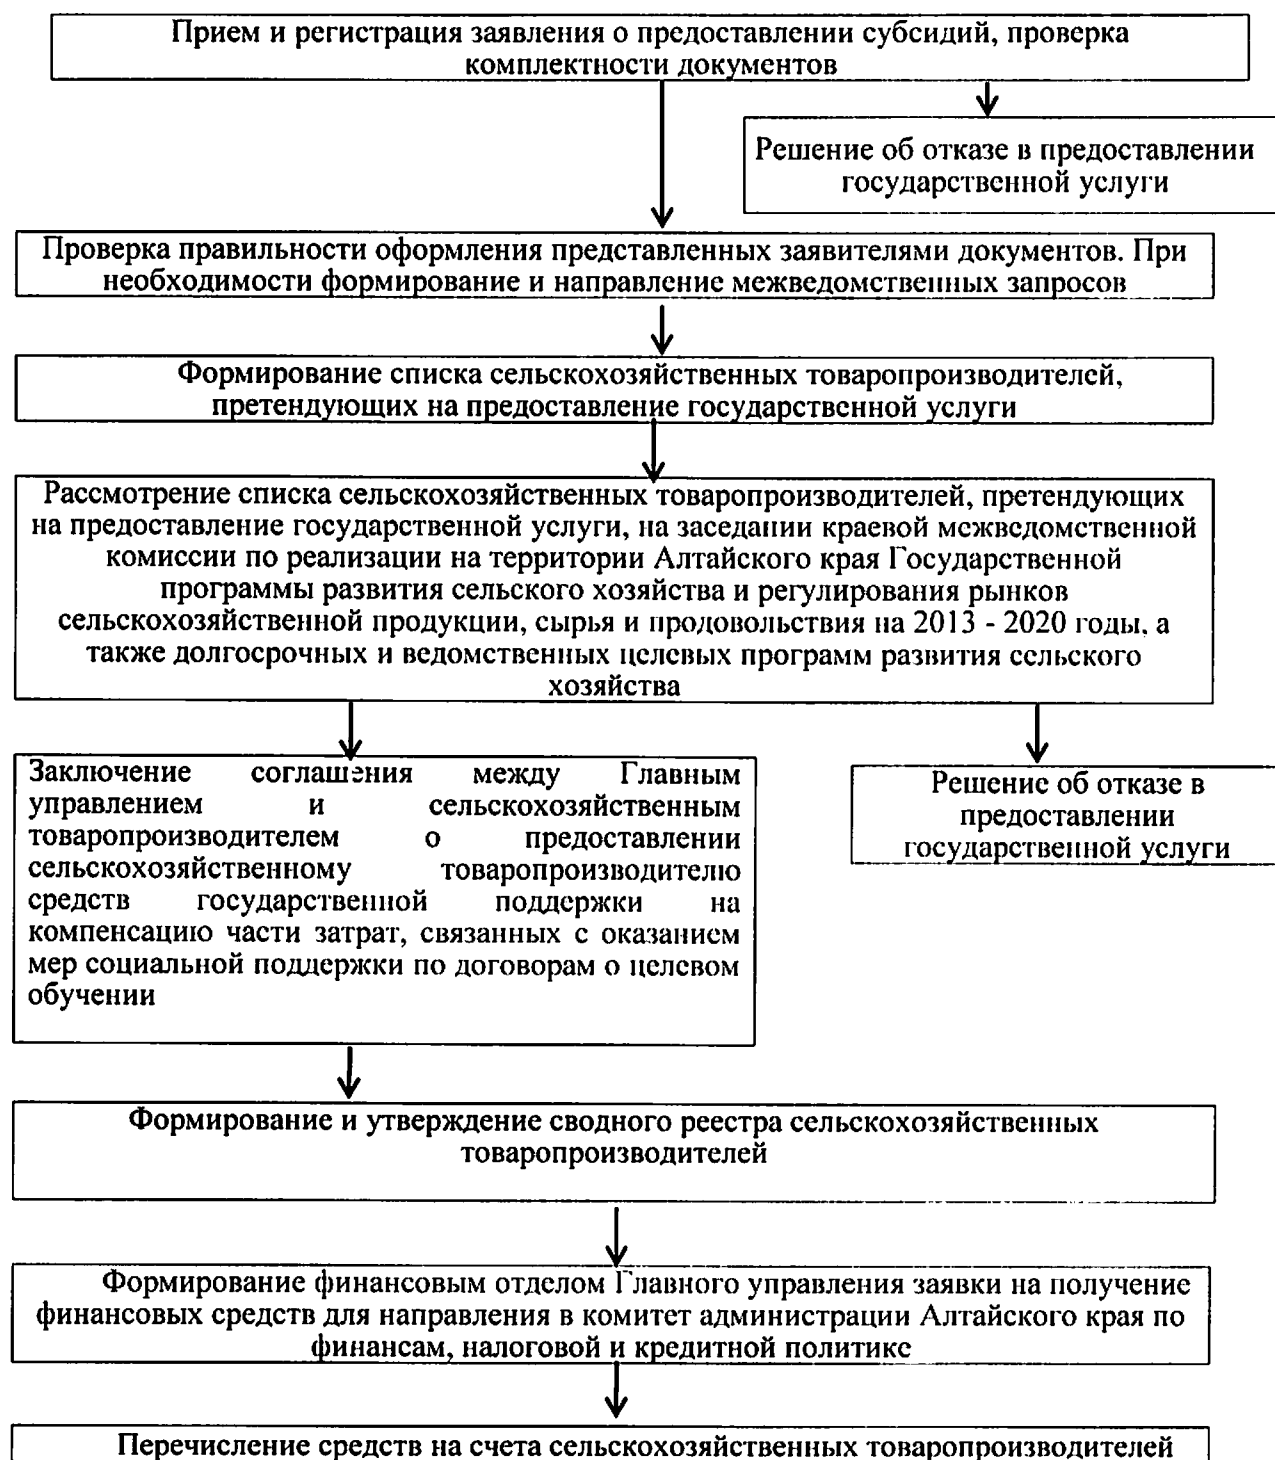 Прием и регистрация заявления о предоставлении субсидий, проверка
комплектности документов
Решение об отказе в предоставлении
государственной услуги
Проверка правильности оформления представленных заявителями документов. При
необходимости формирование и направление межведомственных запросов
Формирование списка сельскохозяйственных товаропроизводителей,
претендующих на предоставление государственной услуги
Рассмотрение списка сельскохозяйственных товаропроизводителей, претендующих
на предоставление государственной услуги, на заседании краевой межведомственной
комиссии по реализации на территории Алтайского края Государственной
программы развития сельского хозяйства и регулирования рынков
сельскохозяйственной продукции, сырья и продовольствия на 2013 - 2020 годы, а
также долгосрочных и ведомственных целевых программ развития сельского
хозяйства
Заключение соглашения между Главным
управлением и сельскохозяйственным
товаропроизводителем о предоставлении
сельскохозяйственному товаропроизводителю
средств государственной поддержки на
компенсацию части затрат, связанных с оказанием
мер социальной поддержки по договорам о целевом
обучении
Решение об отказе в
предоставлении
государственной услуги
Формирование и утверждение сводного реестра сельскохозяйственных
товаропроизводителей
Формирование финансовым отделом Главного управления заявки на получение
финансовых средств для направления в комитет администрации Алтайского края по
финансам, налоговой и кредитной политике
Перечисление средств на счета сельскохозяйственных товаропроизводителей